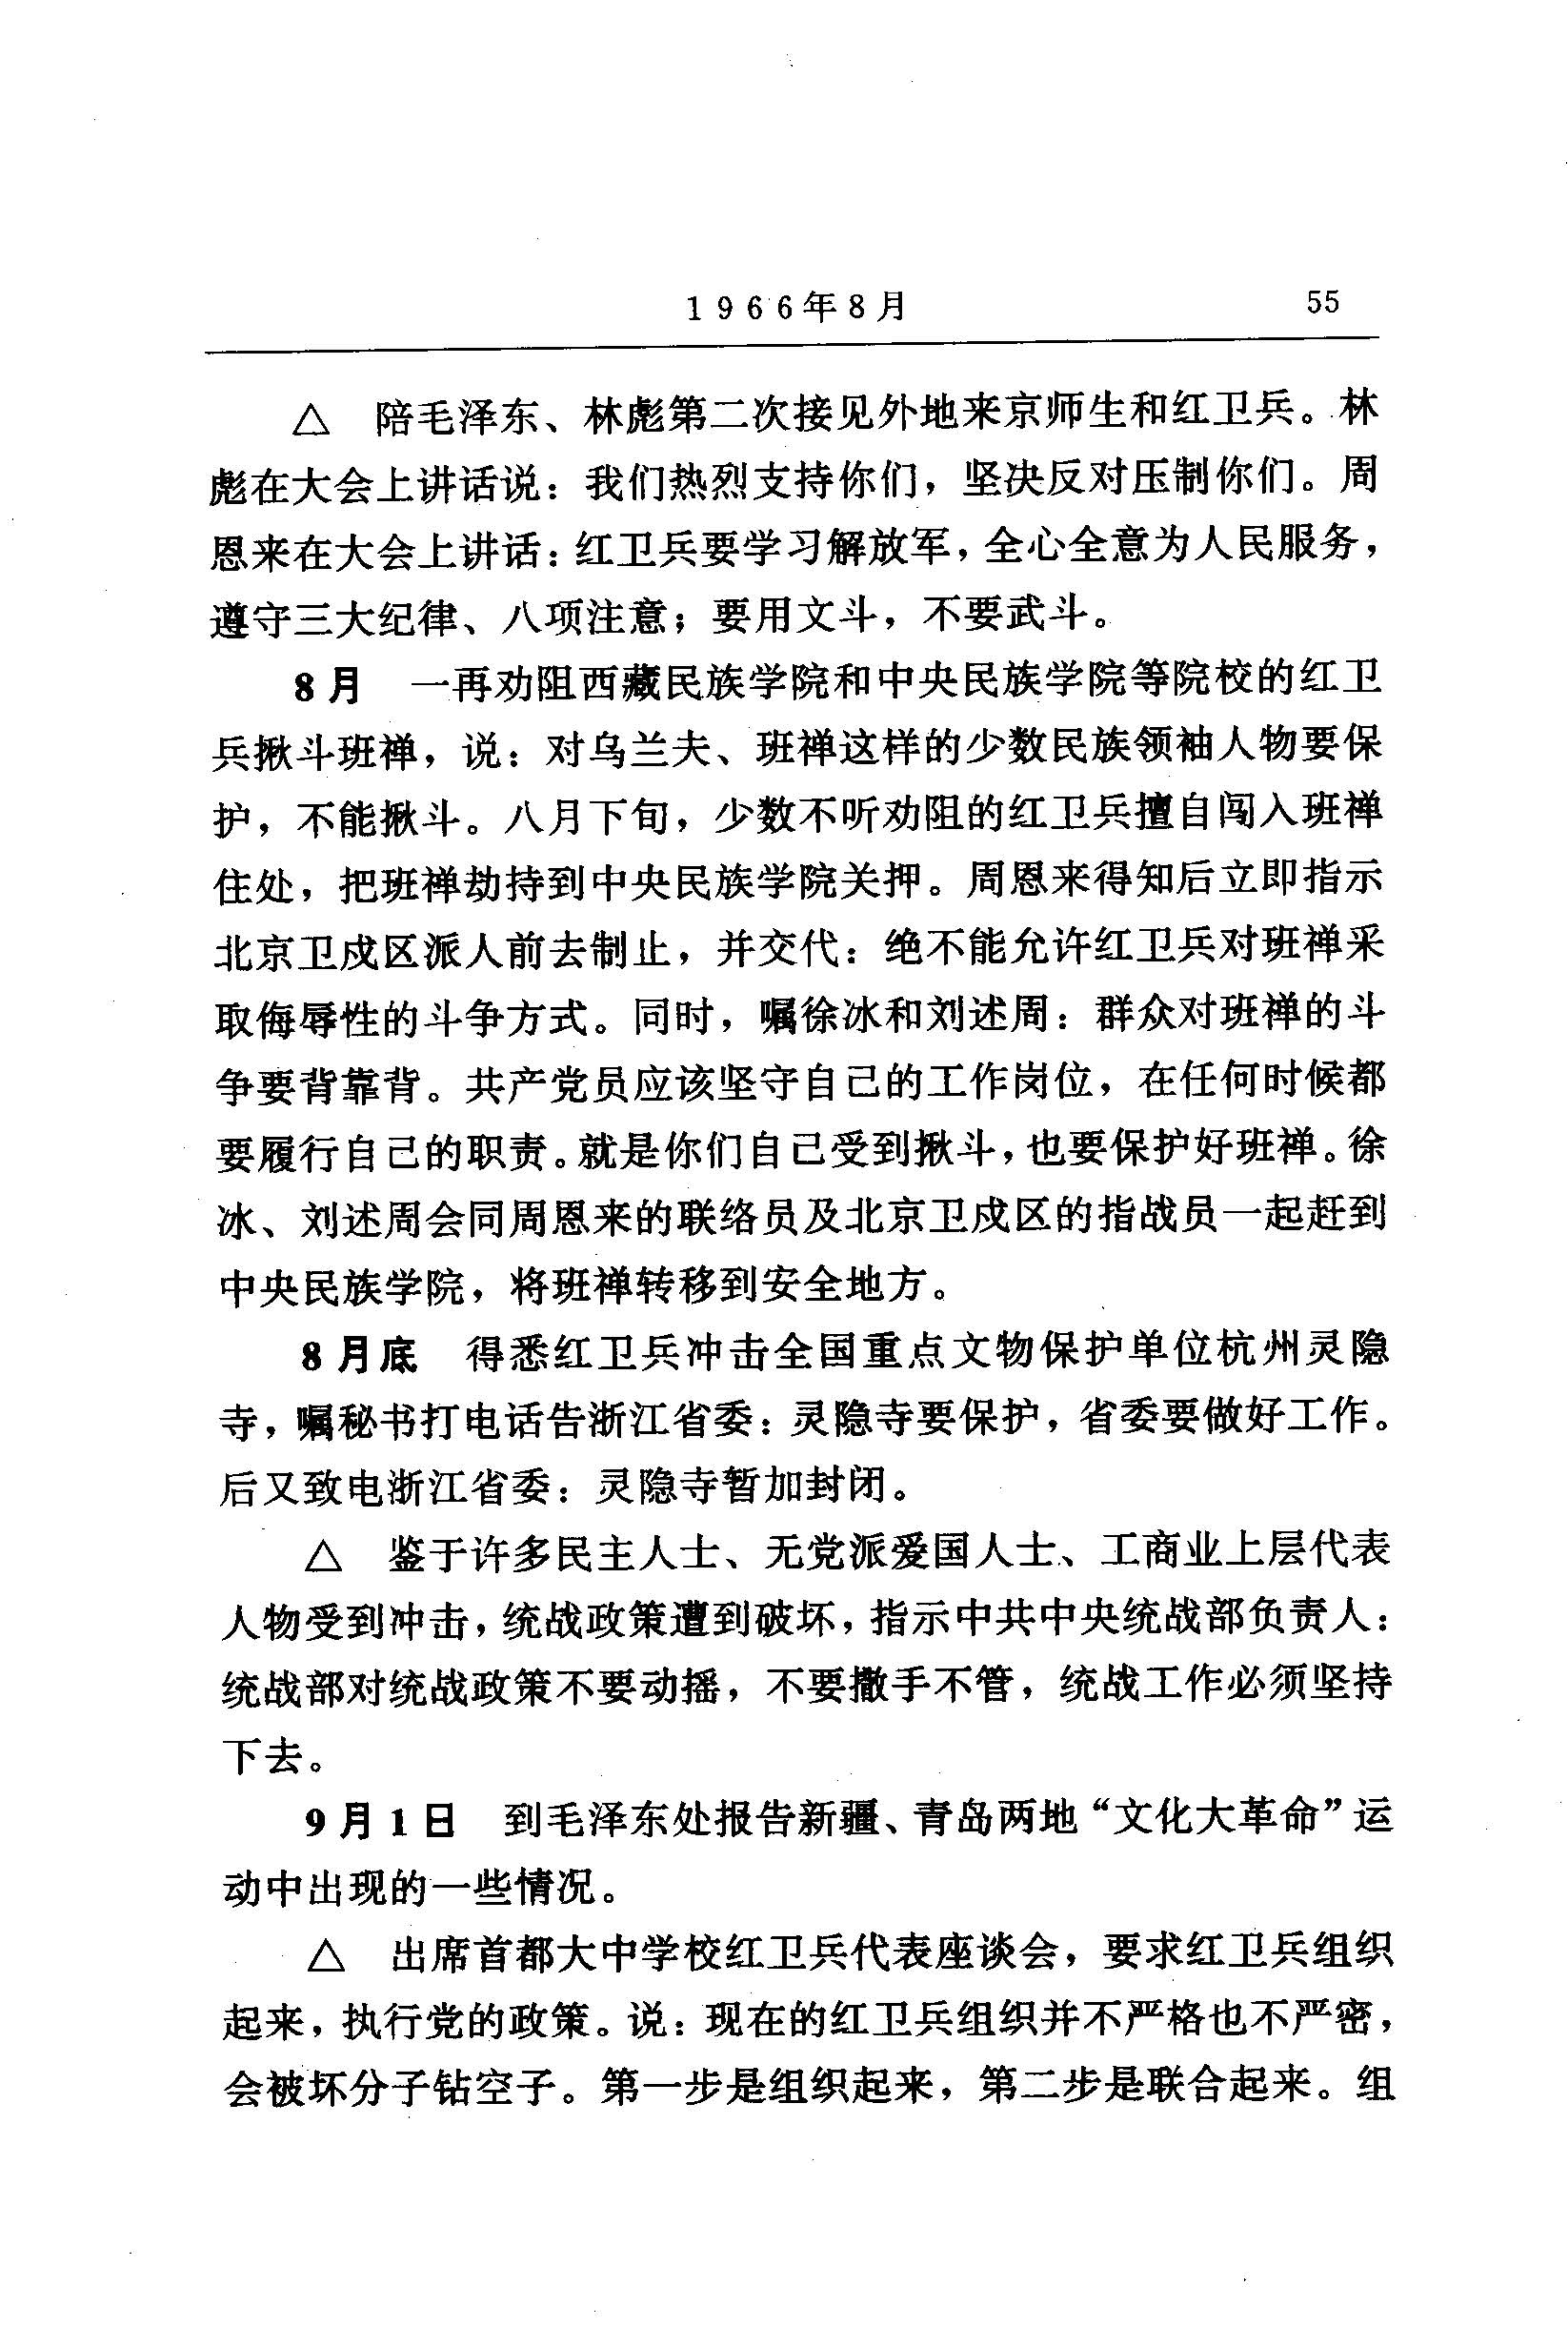 1966年8月 55
△ 陪毛泽东、林彪第二次接见外地来京师生和红卫兵。林
彪在大会上讲话说：我们热烈支持你们，坚决反对压制你们。周
恩来在大会上讲话：红卫兵要学习解放军，全心全意为人民服务，
遵守三大纪律、八项注意；要用文斗，不要武斗。
8月 一再劝阻西藏民族学院和中央民族学院等院校的红卫
兵揪斗班禅，说：对乌兰夫、班禅这样的少数民族领袖人物要保
护，不能揪斗。八月下旬，少数不听劝阻的红卫兵擅自闯入班禅
住处，把班禅劫持到中央民族学院关押。周恩来得知后立即指示
北京卫戍区派人前去制止，并交代：绝不能允许红卫兵对班禅采
取侮辱性的斗争方式。同时，嘱徐冰和刘述周：群众对班禅的斗
争要背靠背。共产党员应该坚守自己的工作岗位，在任何时候都
要履行自己的职责。就是你们自己受到揪斗，也要保护好班禅。徐
冰、刘述周会同周恩来的联络员及北京卫戍区的指战员一起赶到
中央民族学院，将班禅转移到安全地方。
8月底 得悉红卫兵冲击全国重点文物保护单位杭州灵隐
寺，嘱秘书打电话告浙江省委：灵隐寺要保护，省委要做好工作。
后又致电浙江省委：灵隐寺暂加封闭。
△ 鉴于许多民主人士、无党派爱国人士、工商业上层代表
人物受到冲击，统战政策遭到破坏，指示中共中央统战部负责人：
统战部对统战政策不要动摇，不要撒手不管，统战工作必须坚持
下去。
9月1日 到毛泽东处报告新疆、青岛两地“文化大革命”运
动中出现的一些情况。
△ 出席首都大中学校红卫兵代表座谈会，要求红卫兵组织
起来，执行党的政策。说：现在的红卫兵组织并不严格也不严密，
会被坏分子钻空子。第一步是组织起来，第二步是联合起来。组